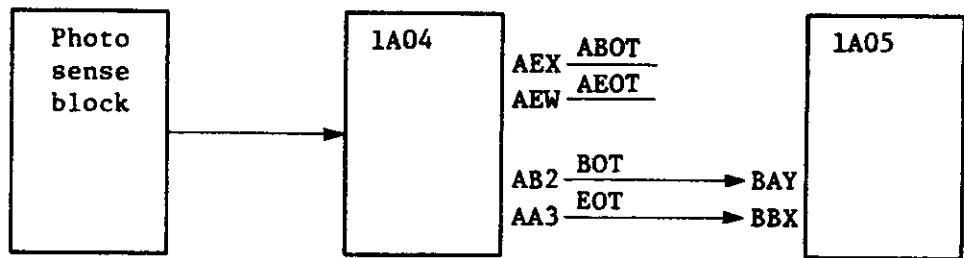 Photo
sense
block
1A04
AEX ABOT
AEW AEOT
AB2 BOT
AA3 EOT
BAY
BBX
1A05